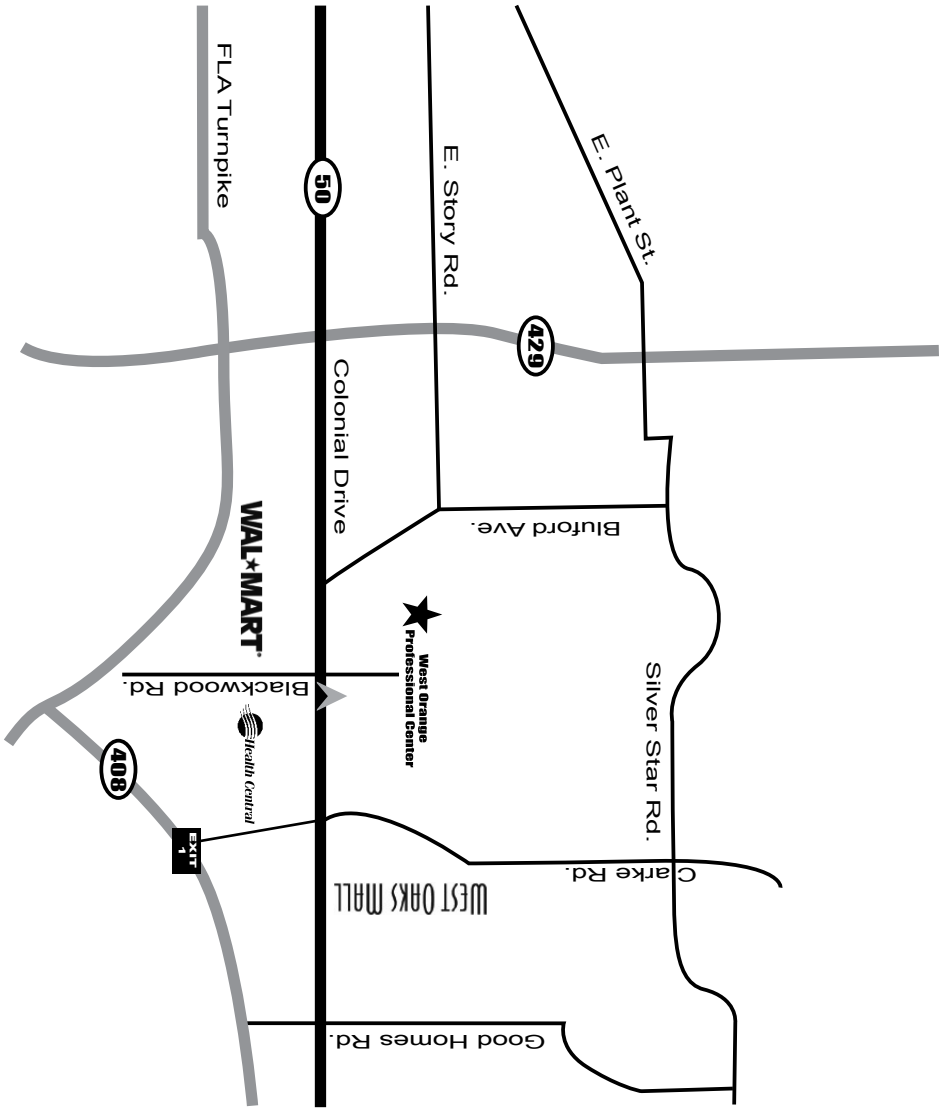 FLA Turnpike
50
E. Story Rd.
E. Plant St.
429
Colonial Drive
Bluford Ave.
WAL★MART
West Orange
Professional Center
Blackwood Rd.
Health Central
Silver Star Rd.
408
EXIT
1
Clarke Rd.
WEST OAKS MALL
Good Homes Rd.